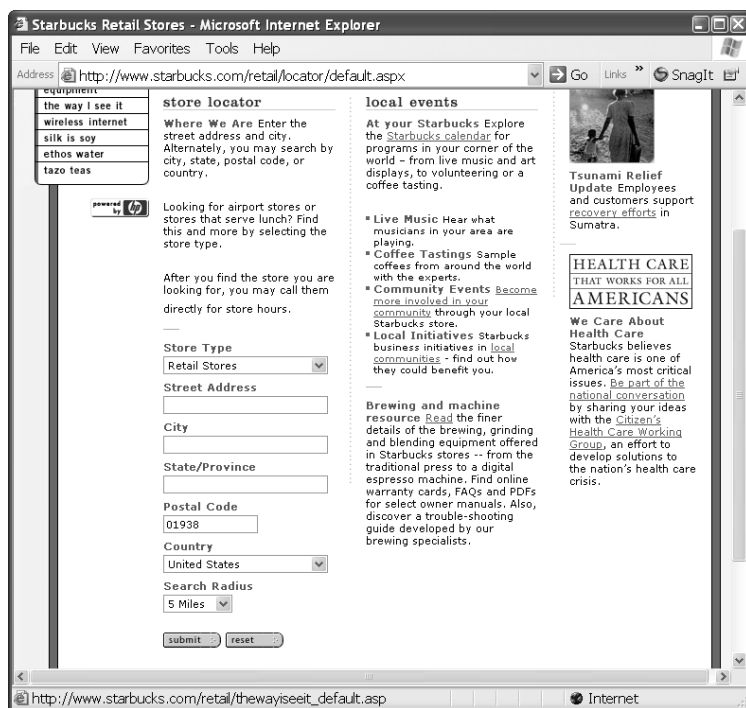 Starbucks Retail Stores - Microsoft Internet Explorer
File Edit View Favorites Tools Help
Address http://www.starbucks.com/retail/locator/default.aspx Go Links » SnagIt
equipment
the way I see it
wireless internet
silk is soy
ethos water
tazo teas
powered
by hp
store locator
Where We Are Enter the
street address and city.
Alternately, you may search by
city, state, postal code, or
country.
Looking for airport stores or
stores that serve lunch? Find
this and more by selecting the
store type.
After you find the store you are
looking for, you may call them
directly for store hours.
Store Type
Retail Stores
Street Address
City
State/Province
Postal Code
01938
Country
United States
Search Radius
5 Miles
submit reset
local events
At your Starbucks Explore
the Starbucks calendar for
programs in your corner of the
world – from live music and art
displays, to volunteering or a
coffee tasting.
Live Music Hear what
musicians in your area are
playing.
Coffee Tastings Sample
coffees from around the world
with the experts.
Community Events Become
more involved in your
community through your local
Starbucks store.
Local Initiatives Starbucks
business initiatives in local
communities - find out how
they could benefit you.
Brewing and machine
resource Read the finer
details of the brewing, grinding
and blending equipment offered
in Starbucks stores -- from the
traditional press to a digital
espresso machine. Find online
warranty cards, FAQs and PDFs
for select owner manuals. Also,
discover a trouble-shooting
guide developed by our
brewing specialists.
Tsunami Relief
Update Employees
and customers support
recovery efforts in
Sumatra.
HEALTH CARE
THAT WORKS FOR ALL
AMERICANS
We Care About
Health Care
Starbucks believes
health care is one of
America's most critical
issues. Be part of the
national conversation
by sharing your ideas
with the Citizen's
Health Care Working
Group, an effort to
develop solutions to
the nation's health care
crisis.
http://www.starbucks.com/retail/thewayiseeit_default.asp Internet